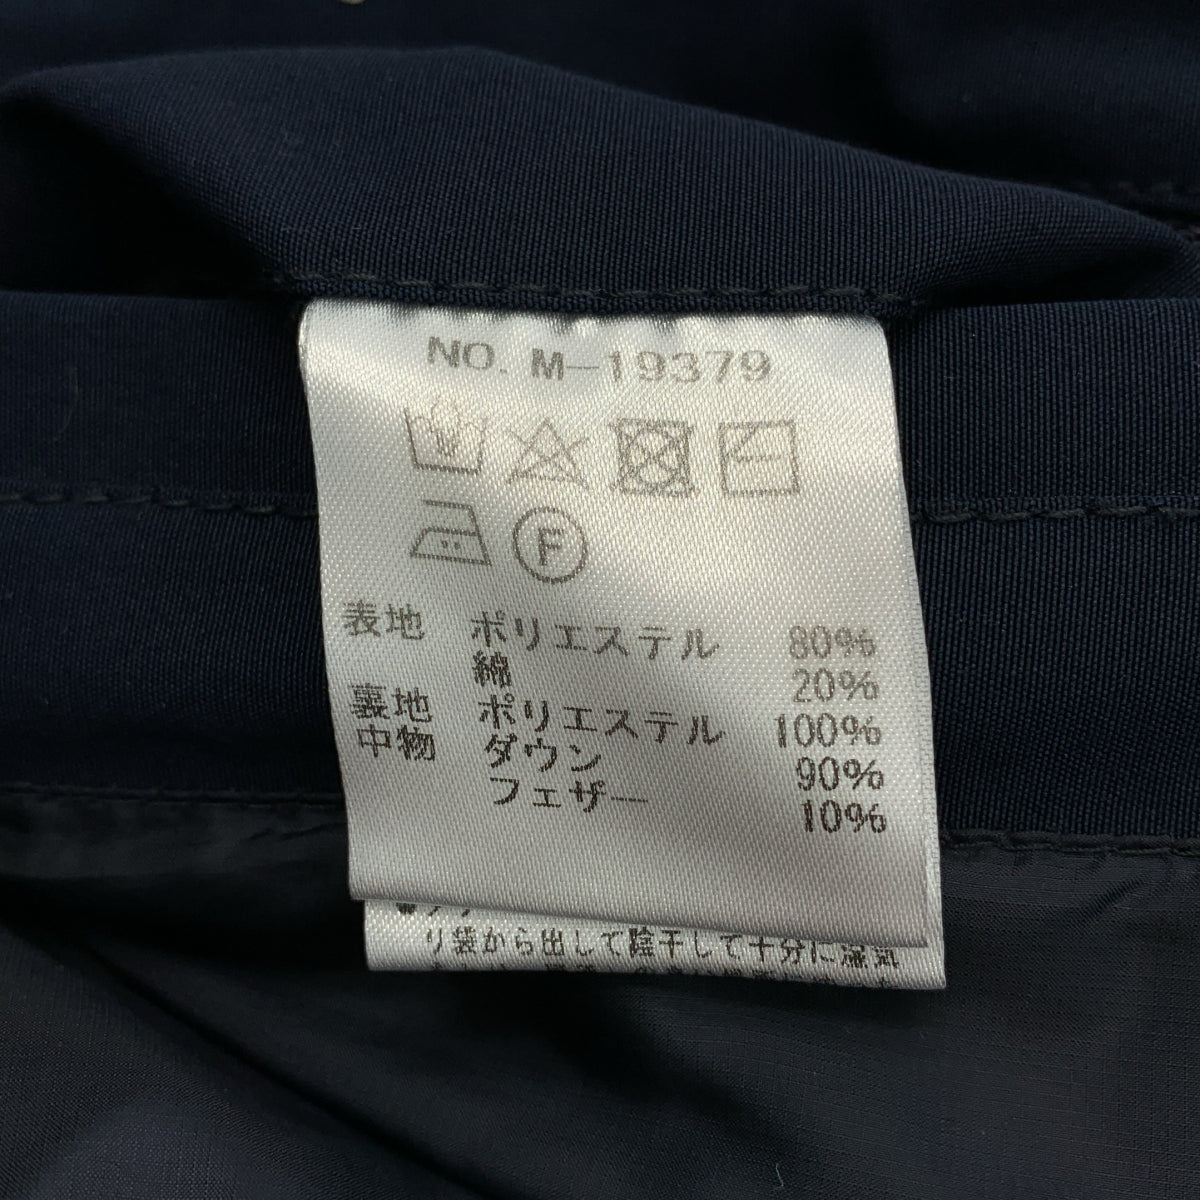 NO. M-19379
F
表地 ポリエステル 80%
綿 20%
裏地 ポリエステル 100%
中物 ダウン 90%
フェザー 10%
り袋から出して陰干しして十分に湿気